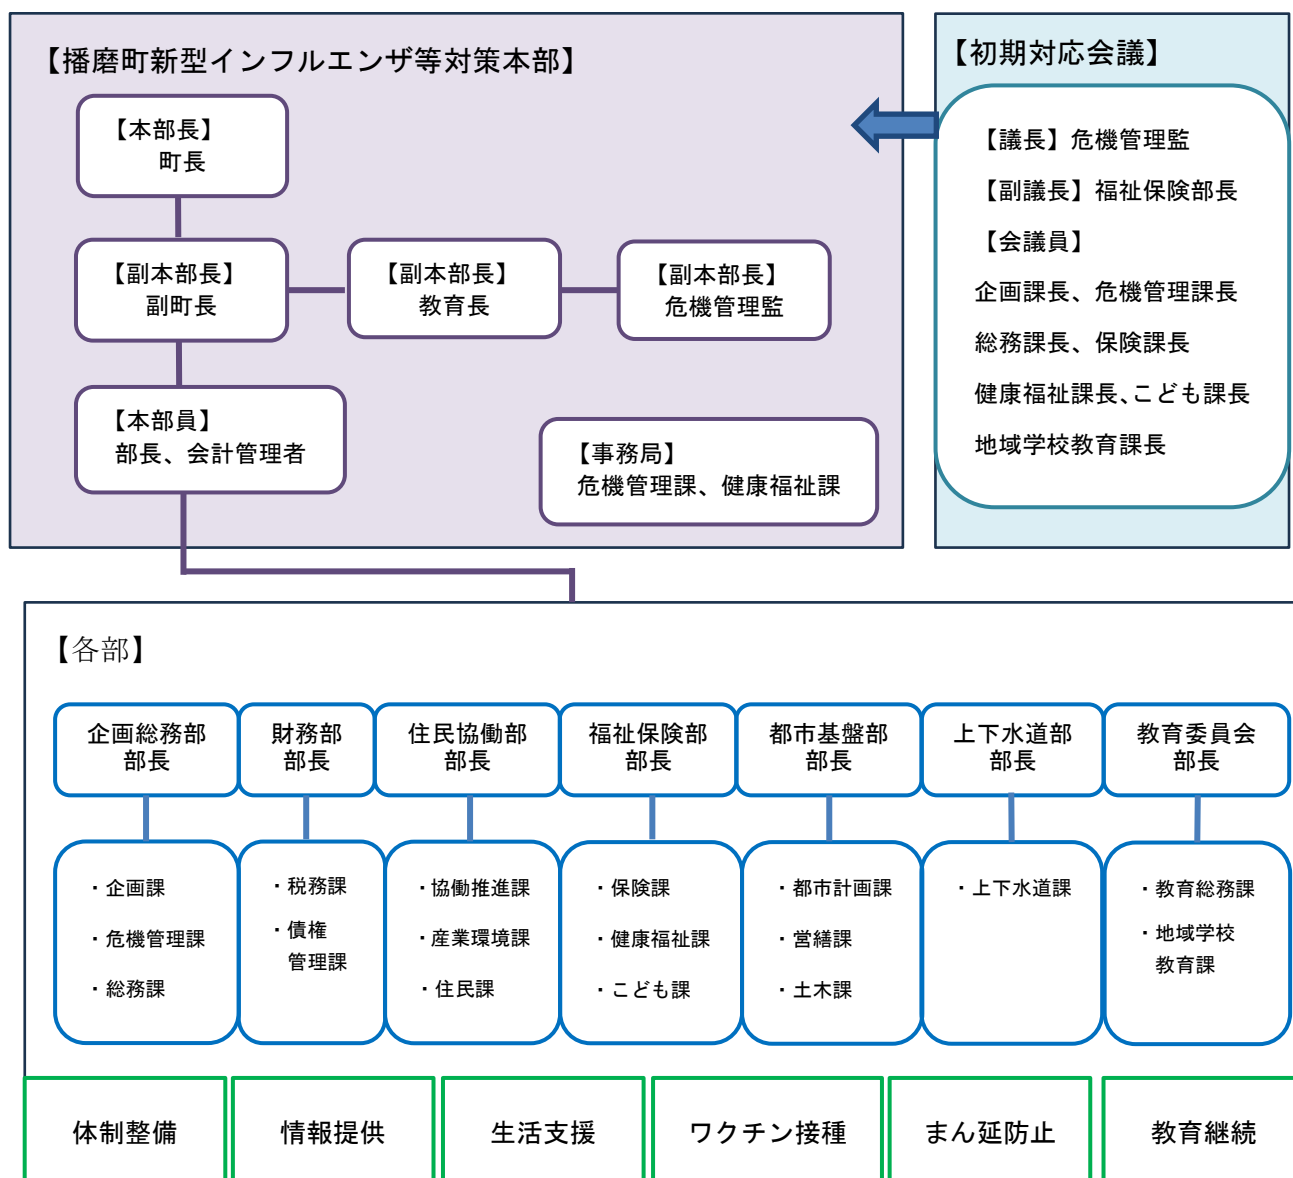 【播磨町新型インフルエンザ等対策本部】
【本部長】
町長
【副本部長】
副町長
【副本部長】
教育長
【副本部長】
危機管理監
【本部員】
部長、会計管理者
【事務局】
危機管理課、健康福祉課
【初期対応会議】
【議長】危機管理監
【副議長】福祉保険部長
【会議員】
企画課長、危機管理課長
総務課長、保険課長
健康福祉課長、こども課長
地域学校教育課長
【各部】
企画総務部
部長
財務部
部長
住民協働部
部長
福祉保険部
部長
都市基盤部
部長
上下水道部
部長
教育委員会
部長
・企画課
・危機管理課
・総務課
・税務課
・債権
管理課
・協働推進課
・産業環境課
・住民課
・保険課
・健康福祉課
・こども課
・都市計画課
・営繕課
・土木課
・上下水道課
・教育総務課
・地域学校
教育課
体制整備
情報提供
生活支援
ワクチン接種
まん延防止
教育継続